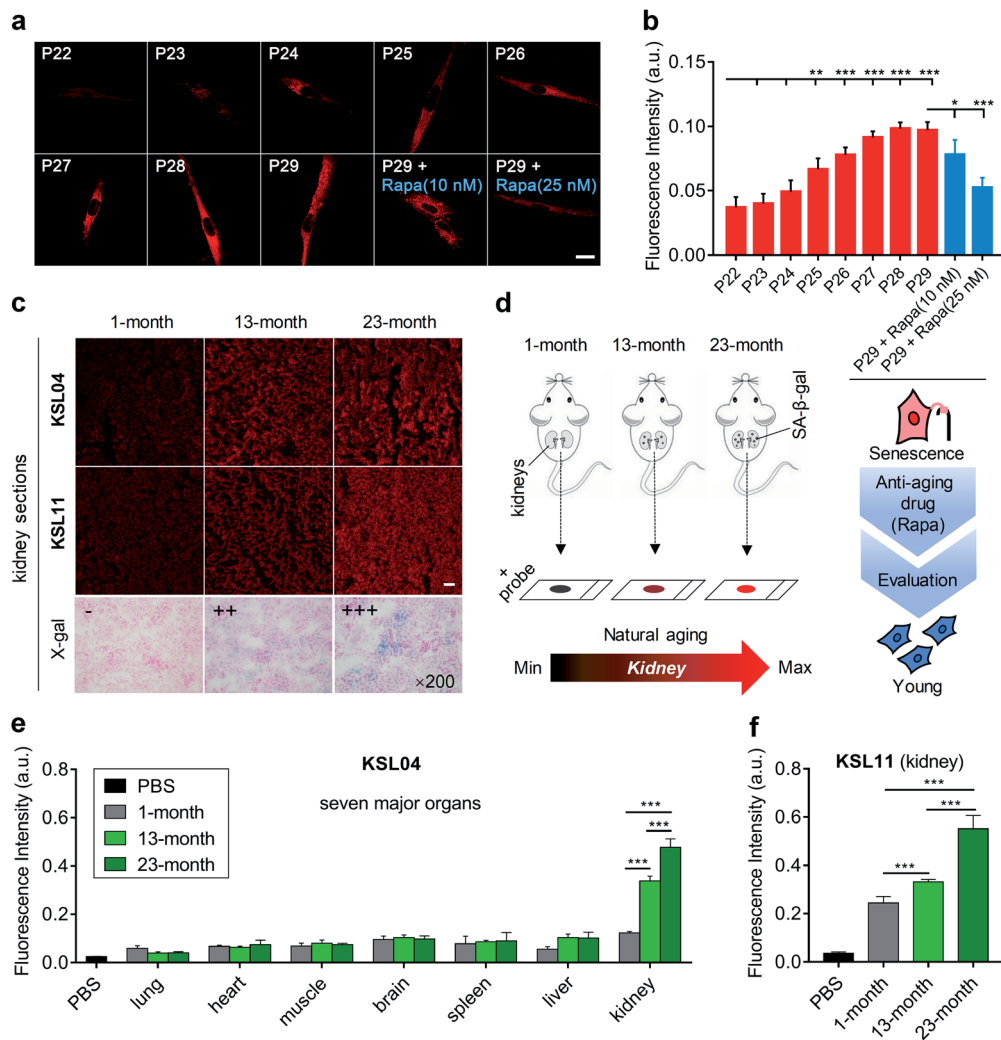 a
P22
P23
P24
P25
P26
P27
P28
P29
P29 +
Rapa(10 nM)
P29 +
Rapa(25 nM)
b
Fluorescence Intensity (a.u.)
0.15
0.10
0.05
0.00
** *** *** *** ***
* ***
P22
P23
P24
P25
P26
P27
P28
P29
P29 + Rapa(10 nM)
P29 + Rapa(25 nM)
Senescence
Anti-aging
drug
(Rapa)
Evaluation
Young
c
1-month 13-month 23-month
kidney sections
KSL04
KSL11
X-gal
-
++
+++
×200
d
1-month 13-month 23-month
SA-β-gal
kidneys
+
probe
Natural aging
Min Kidney Max
e
Fluorescence Intensity (a.u.)
0.8
0.6
0.4
0.2
0.0
KSL04
seven major organs
PBS
1-month
13-month
23-month
***
***
***
PBS
lung
heart
muscle
brain
spleen
liver
kidney
f
Fluorescence Intensity (a.u.)
0.8
0.6
0.4
0.2
0.0
KSL11 (kidney)
***
***
***
PBS
1-month
13-month
23-month